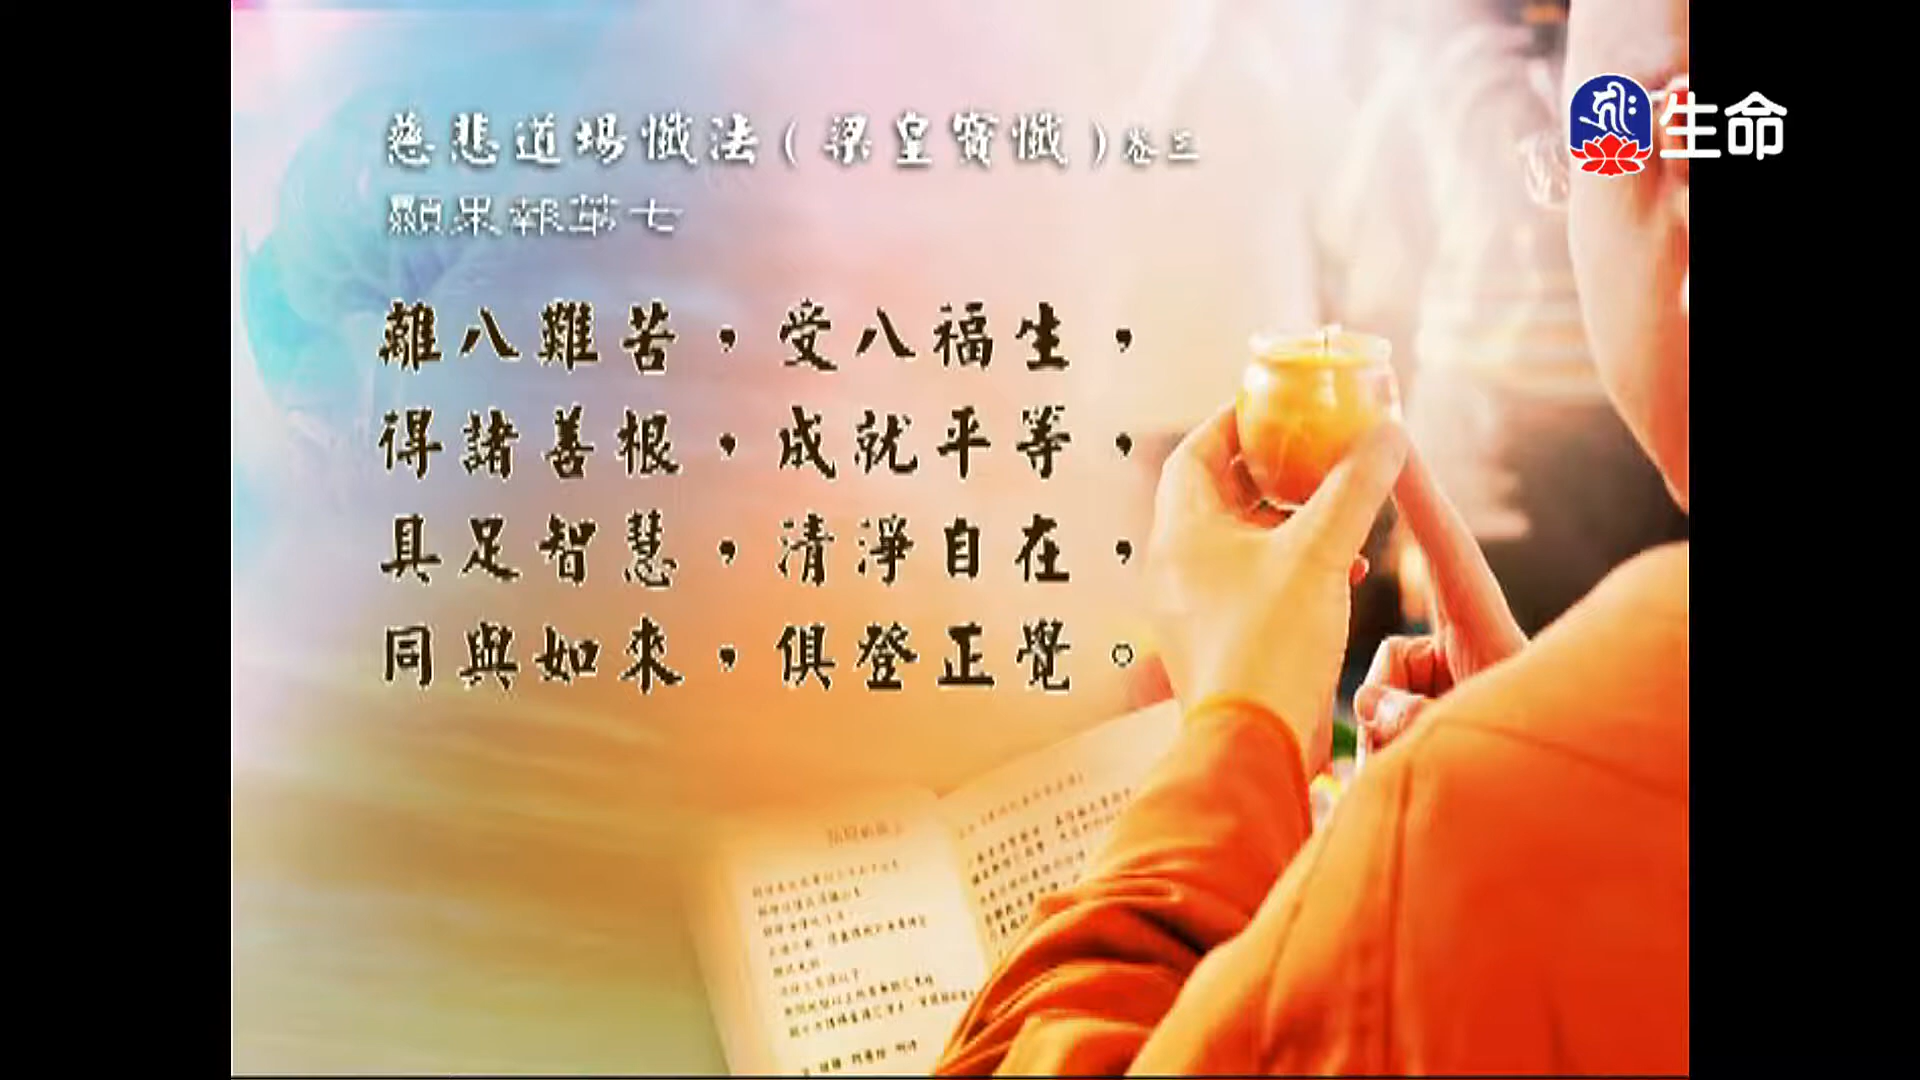 慈悲道場懺法(梁皇寶懺)卷三
生命
顯果報第七
離八難苦，受八福生，
得諸善根，成就平等，
具足智慧，清淨自在，
同與如來，俱登正覺。